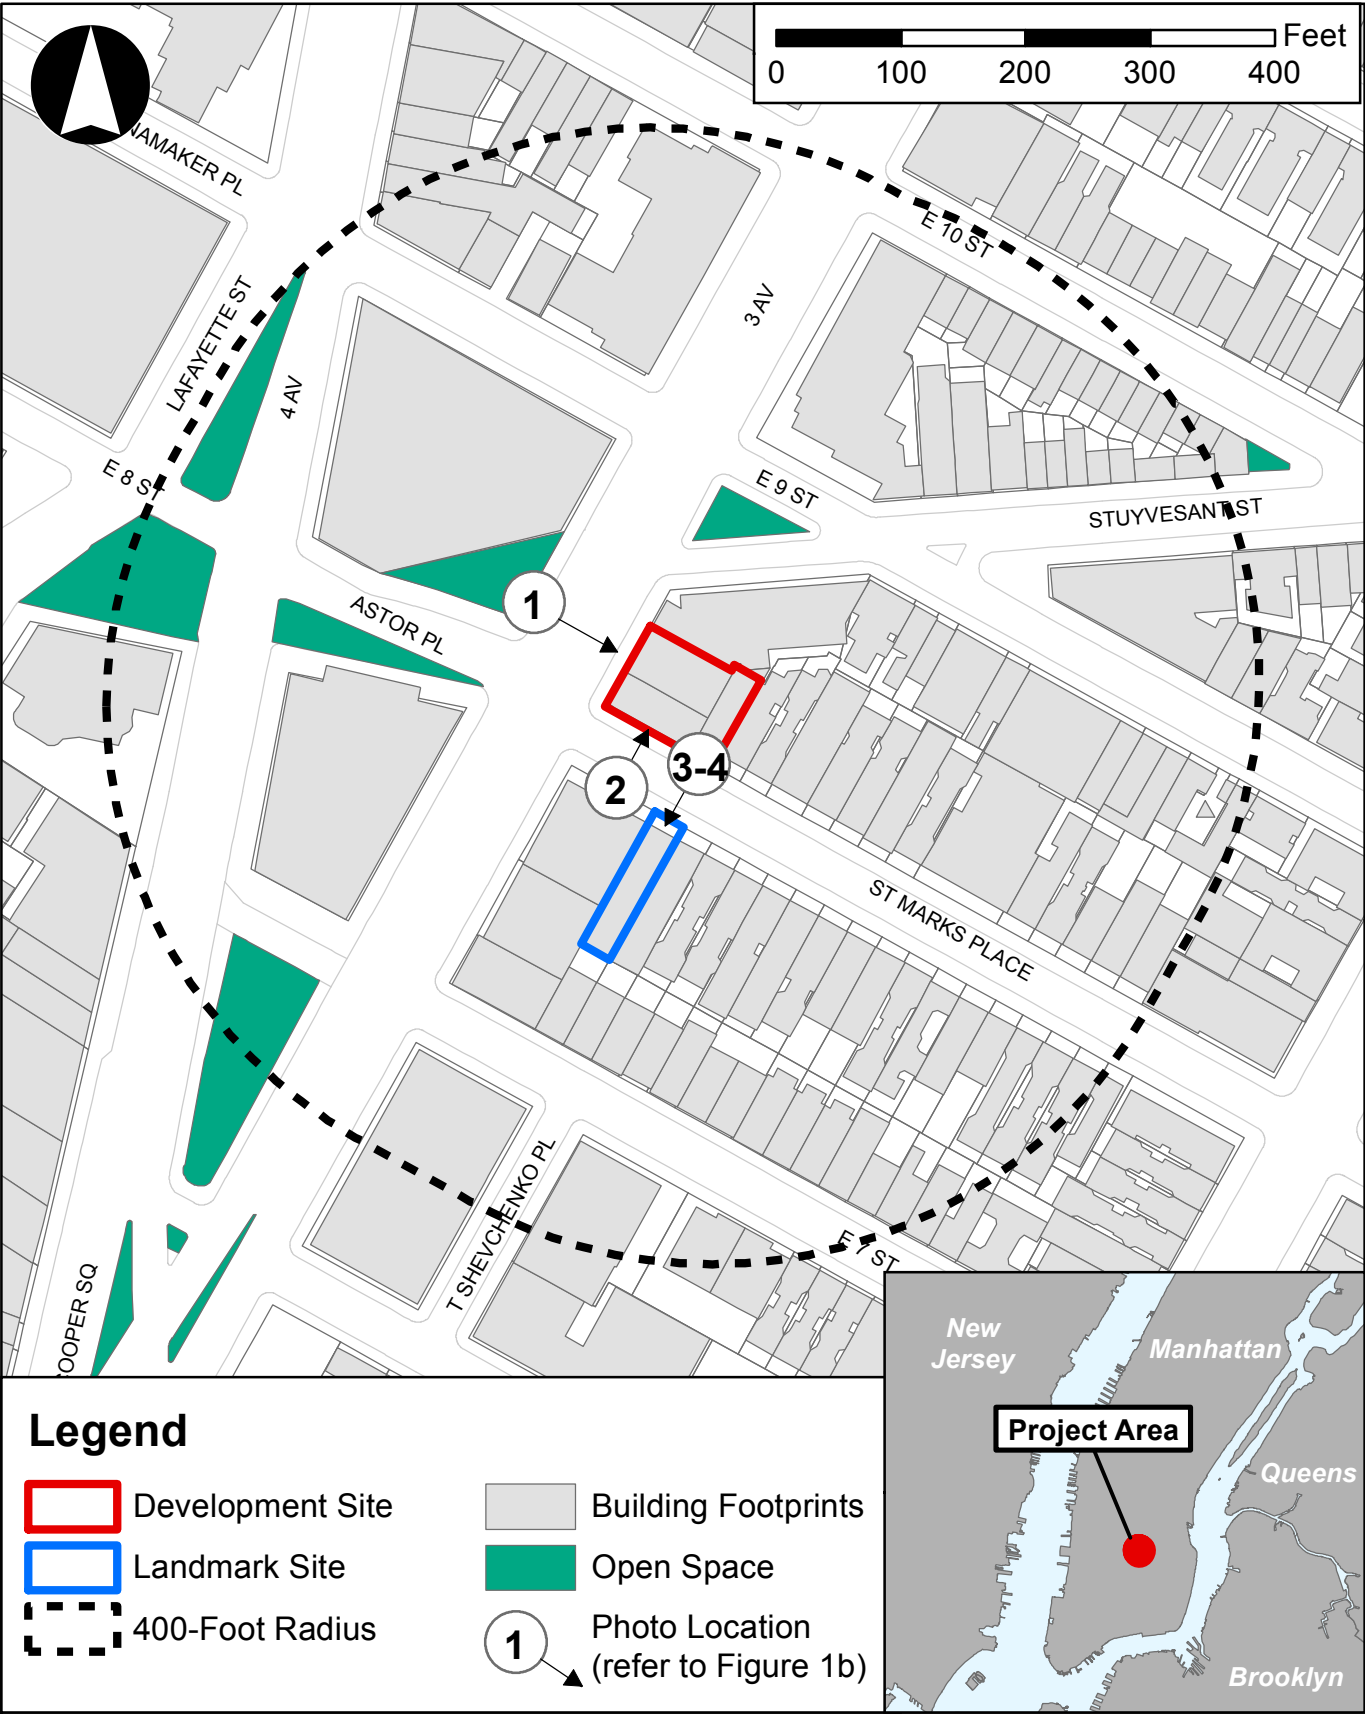 Feet
0 100 200 300 400
NAMAKER PL
E 10 ST
LAFAYETTE ST
3 AV
4 AV
E 8 ST
E 9 ST
STUYVESANT ST
ASTOR PL
1
2
3-4
ST MARKS PLACE
T SHEVCHENKO PL
E 7 ST
OOPER SQ
New
Jersey
Manhattan
Project Area
Queens
Brooklyn
Legend
Development Site
Landmark Site
400-Foot Radius
Building Footprints
Open Space
1
Photo Location
(refer to Figure 1b)